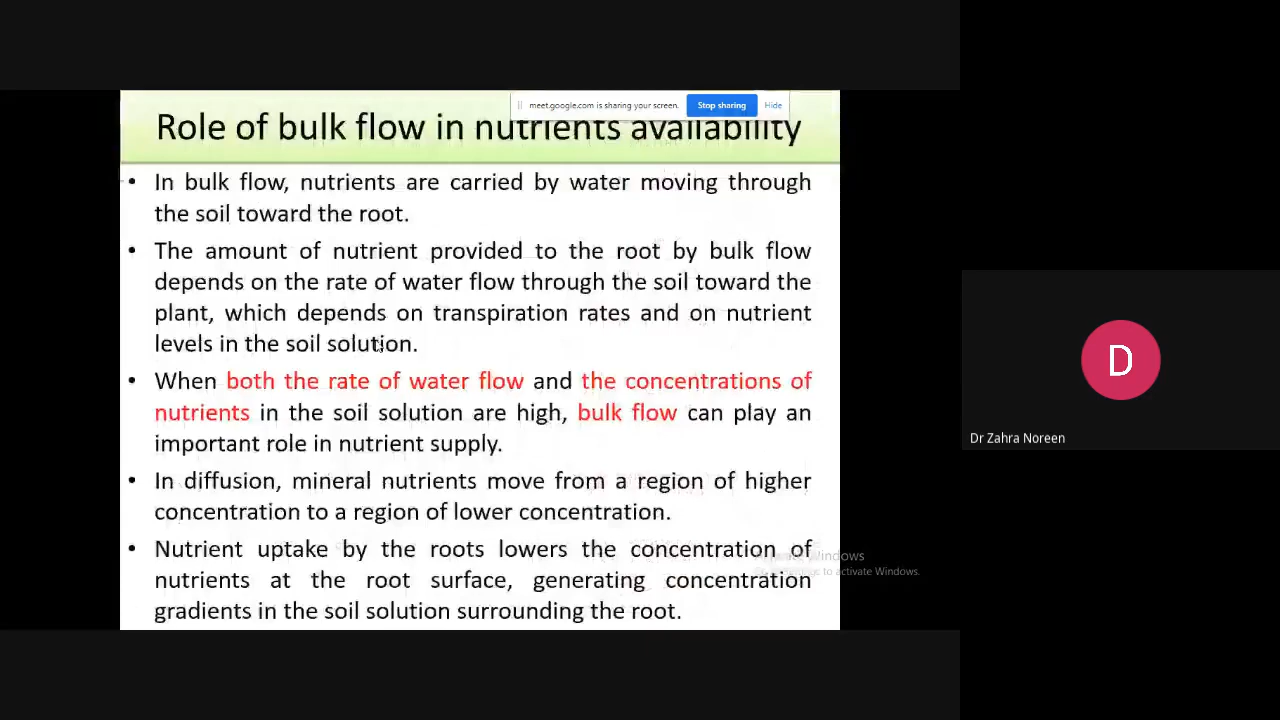 meet.google.com is sharing your screen.
Stop sharing
Hide
Role of bulk flow in nutrients availability
• In bulk flow, nutrients are carried by water moving through
the soil toward the root.
• The amount of nutrient provided to the root by bulk flow
depends on the rate of water flow through the soil toward the
plant, which depends on transpiration rates and on nutrient
levels in the soil solution.
• When both the rate of water flow and the concentrations of
nutrients in the soil solution are high, bulk flow can play an
important role in nutrient supply.
• In diffusion, mineral nutrients move from a region of higher
concentration to a region of lower concentration.
• Nutrient uptake by the roots lowers the concentration of
nutrients at the root surface, generating concentration
gradients in the soil solution surrounding the root.
Windows
to activate Windows.
D
Dr Zahra Noreen